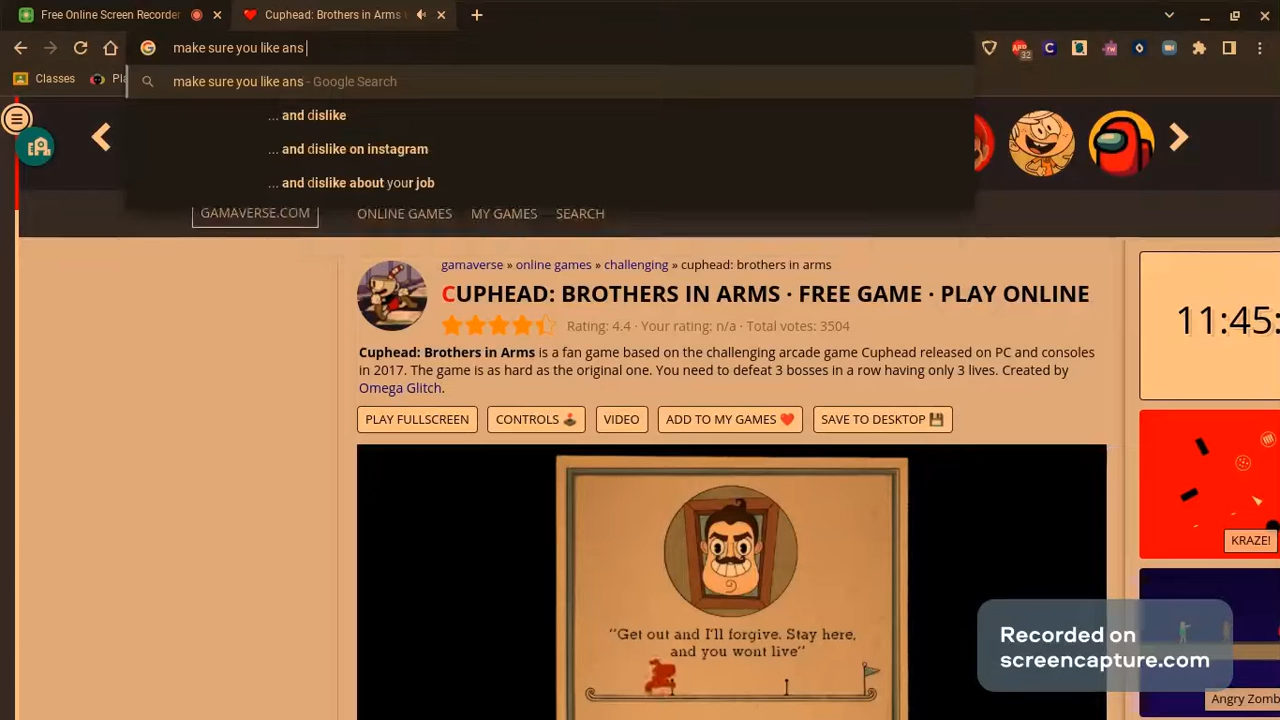 Free Online Screen Recorder
Cuphead: Brothers in Arms
make sure you like ans
32
make sure you like ans - Google Search
... and dislike
... and dislike on instagram
... and dislike about your job
Classes
GAMAVERSE.COM
ONLINE GAMES
MY GAMES
SEARCH
gamaverse » online games » challenging » cuphead: brothers in arms
CUPHEAD: BROTHERS IN ARMS · FREE GAME · PLAY ONLINE
Rating: 4.4 · Your rating: n/a · Total votes: 3504
Cuphead: Brothers in Arms is a fan game based on the challenging arcade game Cuphead released on PC and consoles
in 2017. The game is as hard as the original one. You need to defeat 3 bosses in a row having only 3 lives. Created by
Omega Glitch.
PLAY FULLSCREEN
CONTROLS
VIDEO
ADD TO MY GAMES
SAVE TO DESKTOP
11:45:
KRAZE!
"Get out and I'll forgive. Stay here,
and you wont live"
Recorded on
screencapture.com
Angry Zomb